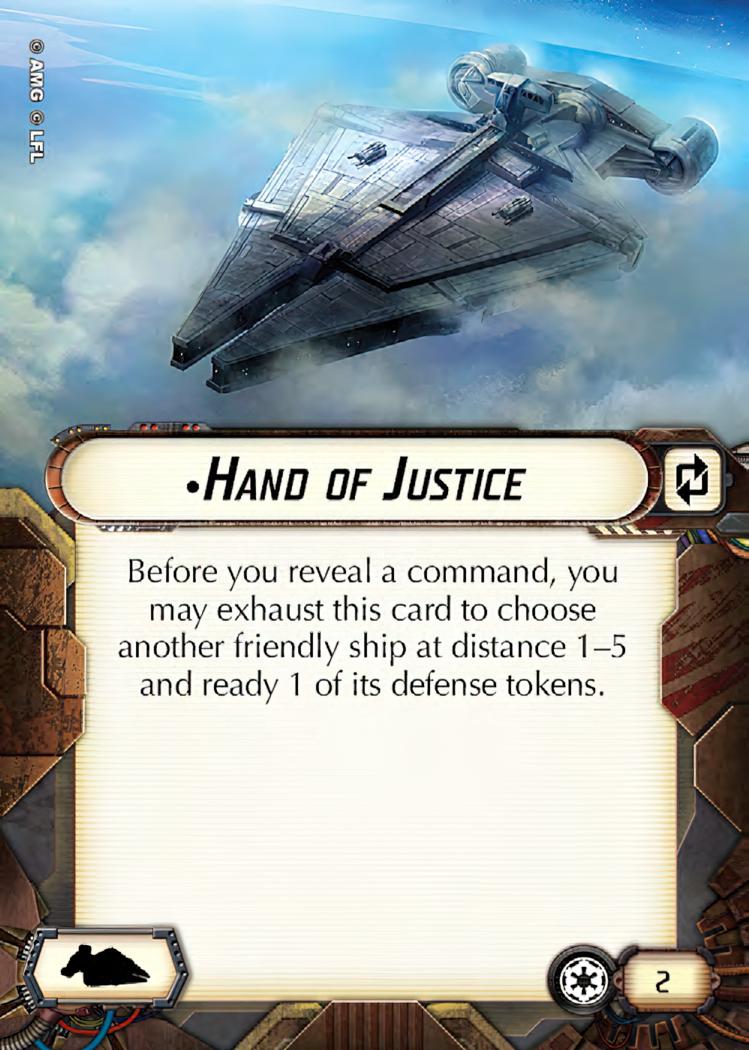 © AMG © LFL
•HAND OF JUSTICE
Before you reveal a command, you
may exhaust this card to choose
another friendly ship at distance 1–5
and ready 1 of its defense tokens.
2